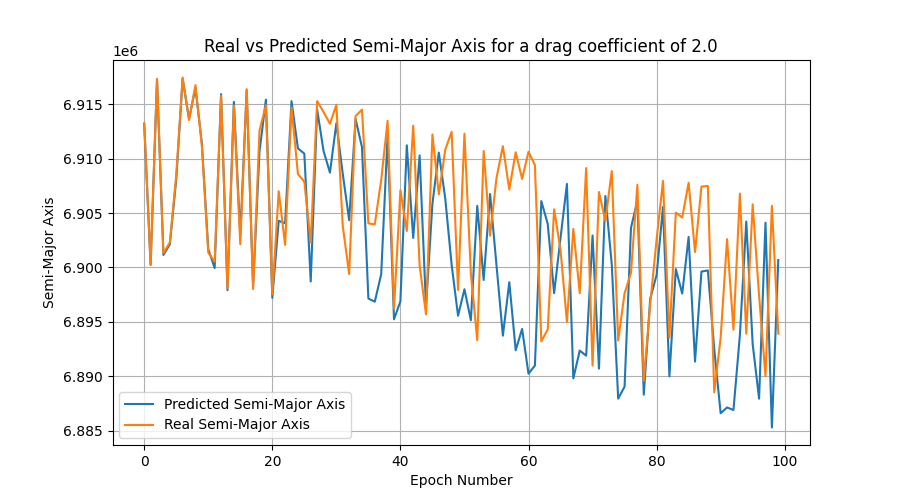 Real vs Predicted Semi-Major Axis for a drag coefficient of 2.0
1e6
6.915
6.910
6.905
6.900
6.895
6.890
6.885
Semi-Major Axis
Predicted Semi-Major Axis
Real Semi-Major Axis
0 20 40 60 80 100
Epoch Number